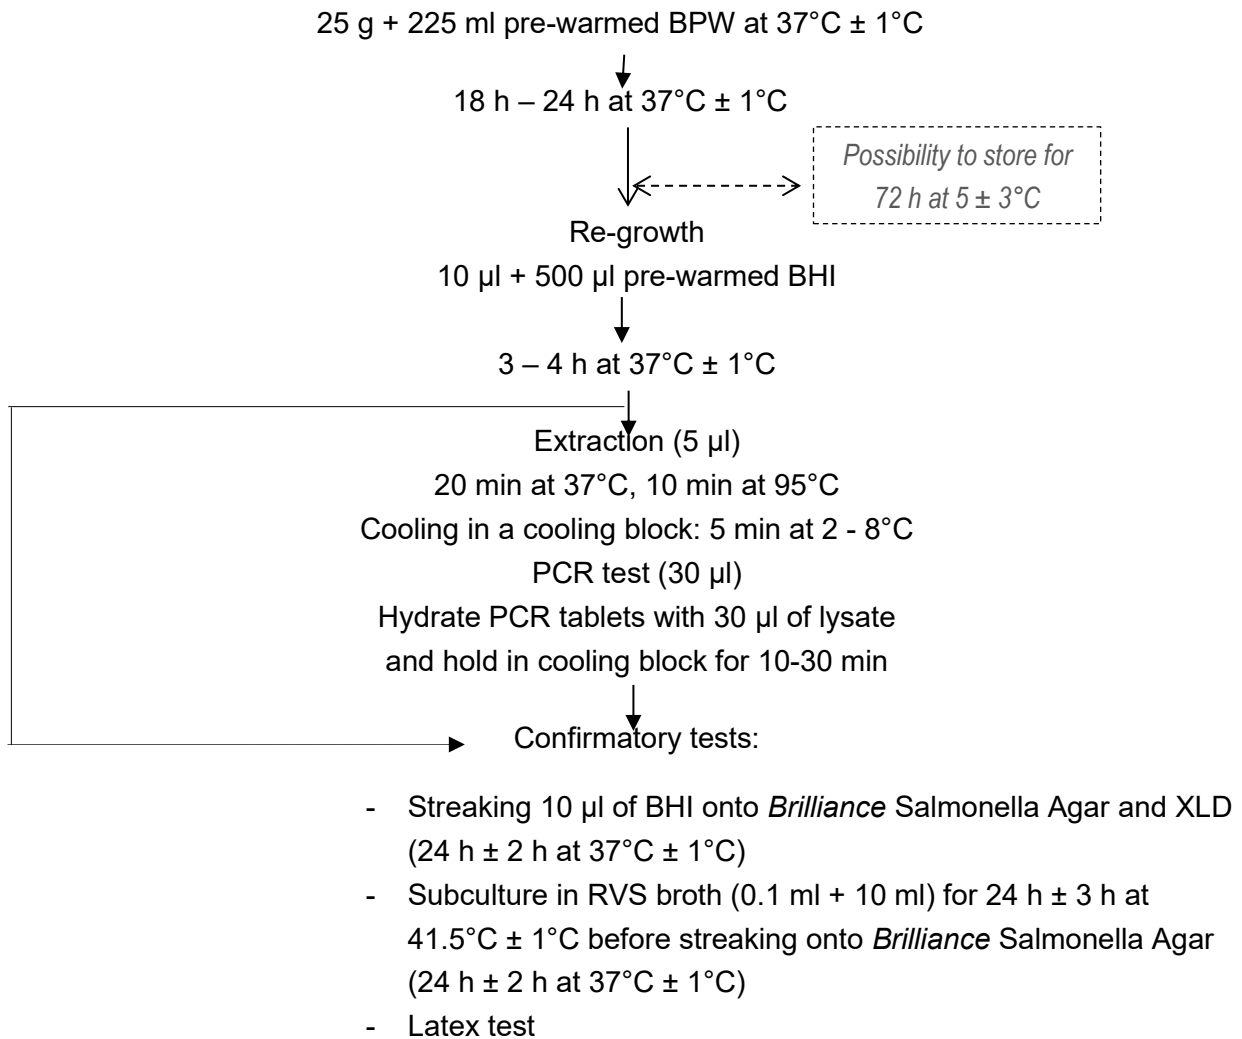 25 g + 225 ml pre-warmed BPW at 37°C ± 1°C
18 h – 24 h at 37°C ± 1°C
Possibility to store for
72 h at 5 ± 3°C
Re-growth
10 µl + 500 µl pre-warmed BHI
3 – 4 h at 37°C ± 1°C
Extraction (5 µl)
20 min at 37°C, 10 min at 95°C
Cooling in a cooling block: 5 min at 2 - 8°C
PCR test (30 µl)
Hydrate PCR tablets with 30 µl of lysate
and hold in cooling block for 10-30 min
Confirmatory tests:
- Streaking 10 µl of BHI onto Brilliance Salmonella Agar and XLD
(24 h ± 2 h at 37°C ± 1°C)
- Subculture in RVS broth (0.1 ml + 10 ml) for 24 h ± 3 h at
41.5°C ± 1°C before streaking onto Brilliance Salmonella Agar
(24 h ± 2 h at 37°C ± 1°C)
- Latex test